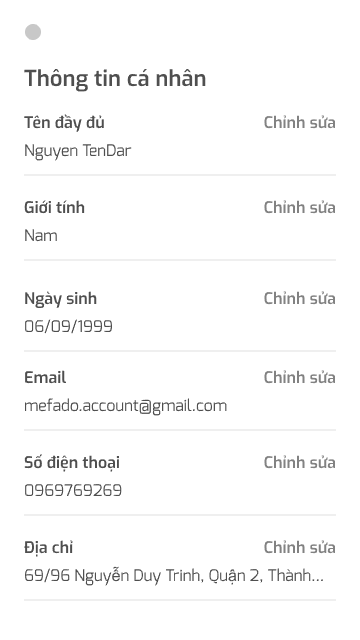 Thông tin cá nhân
Tên đầy đủ Chỉnh sửa
Nguyen TenDar
Giới tính Chỉnh sửa
Nam
Ngày sinh Chỉnh sửa
06/09/1999
Email Chỉnh sửa
mefado.account@gmail.com
Số điện thoại Chỉnh sửa
0969769269
Địa chỉ Chỉnh sửa
69/96 Nguyễn Duy Trinh, Quận 2, Thành...